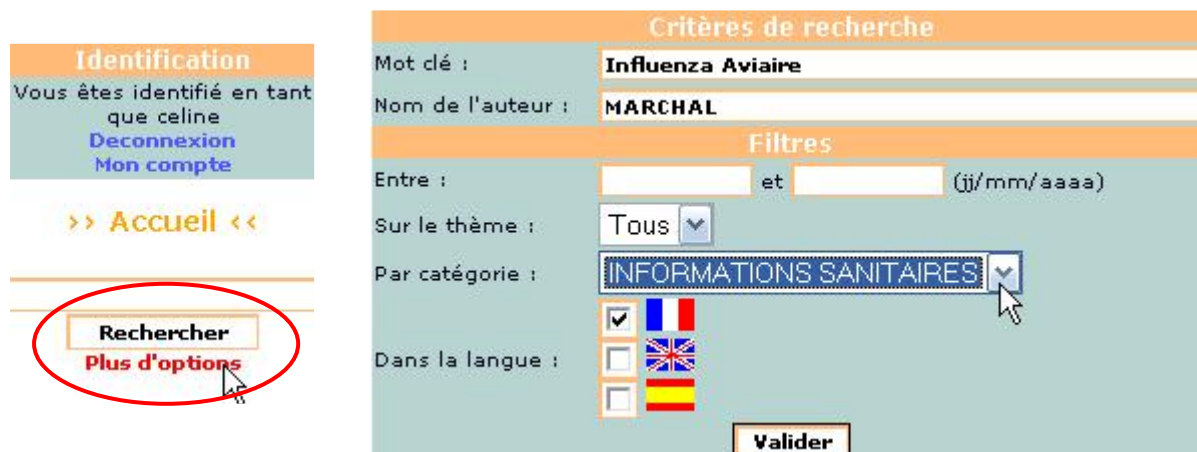 Identification
Vous êtes identifié en tant
que celine
Deconnexion
Mon compte
>> Accueil <<
Rechercher
Plus d'options
Critères de recherche
Mot clé : Influenza Aviaire
Nom de l'auteur : MARCHAL
Filtres
Entre : et (jj/mm/aaaa)
Sur le thème : Tous
Par catégorie : INFORMATIONS SANITAIRES
Dans la langue :
Valider